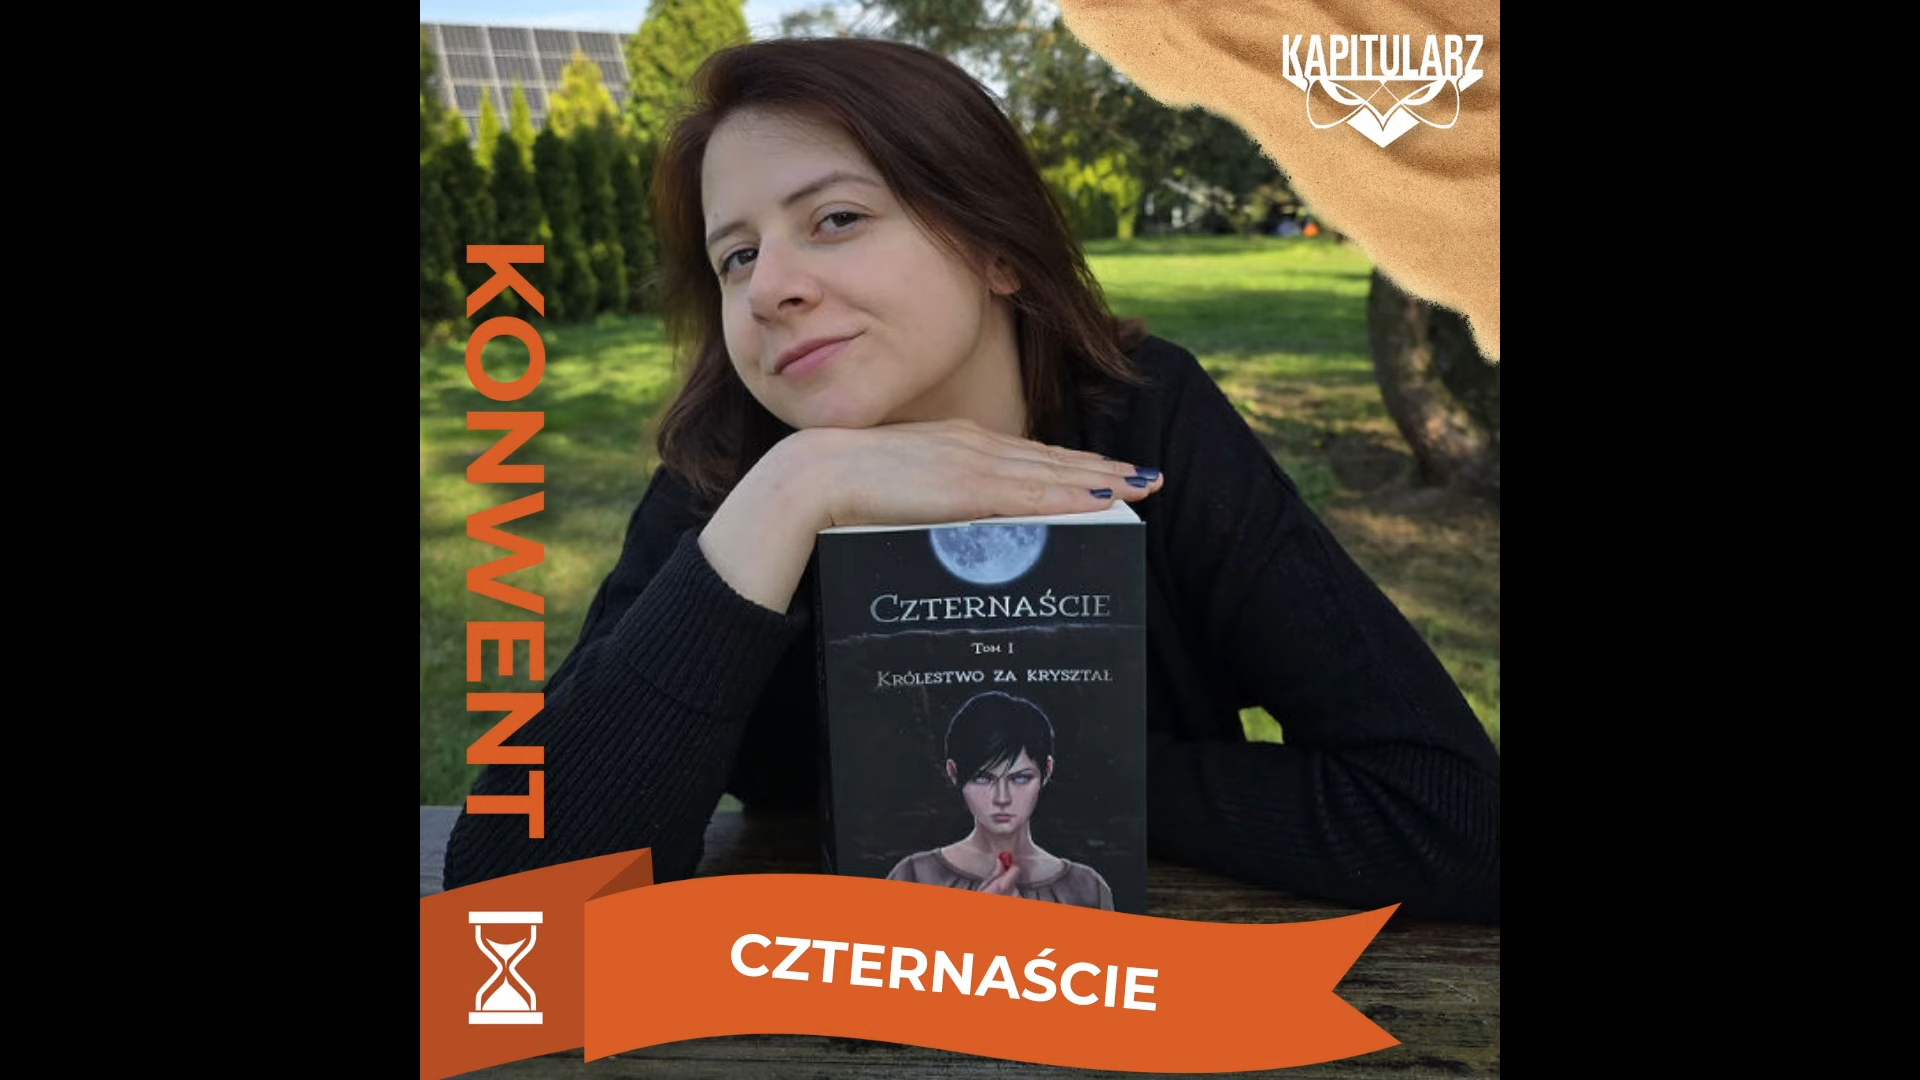 KAPITULARZ
KONWENT
CZTERNAŚCIE
TOM I
KRÓLESTWO ZA KRYSZTAŁ
CZTERNAŚCIE